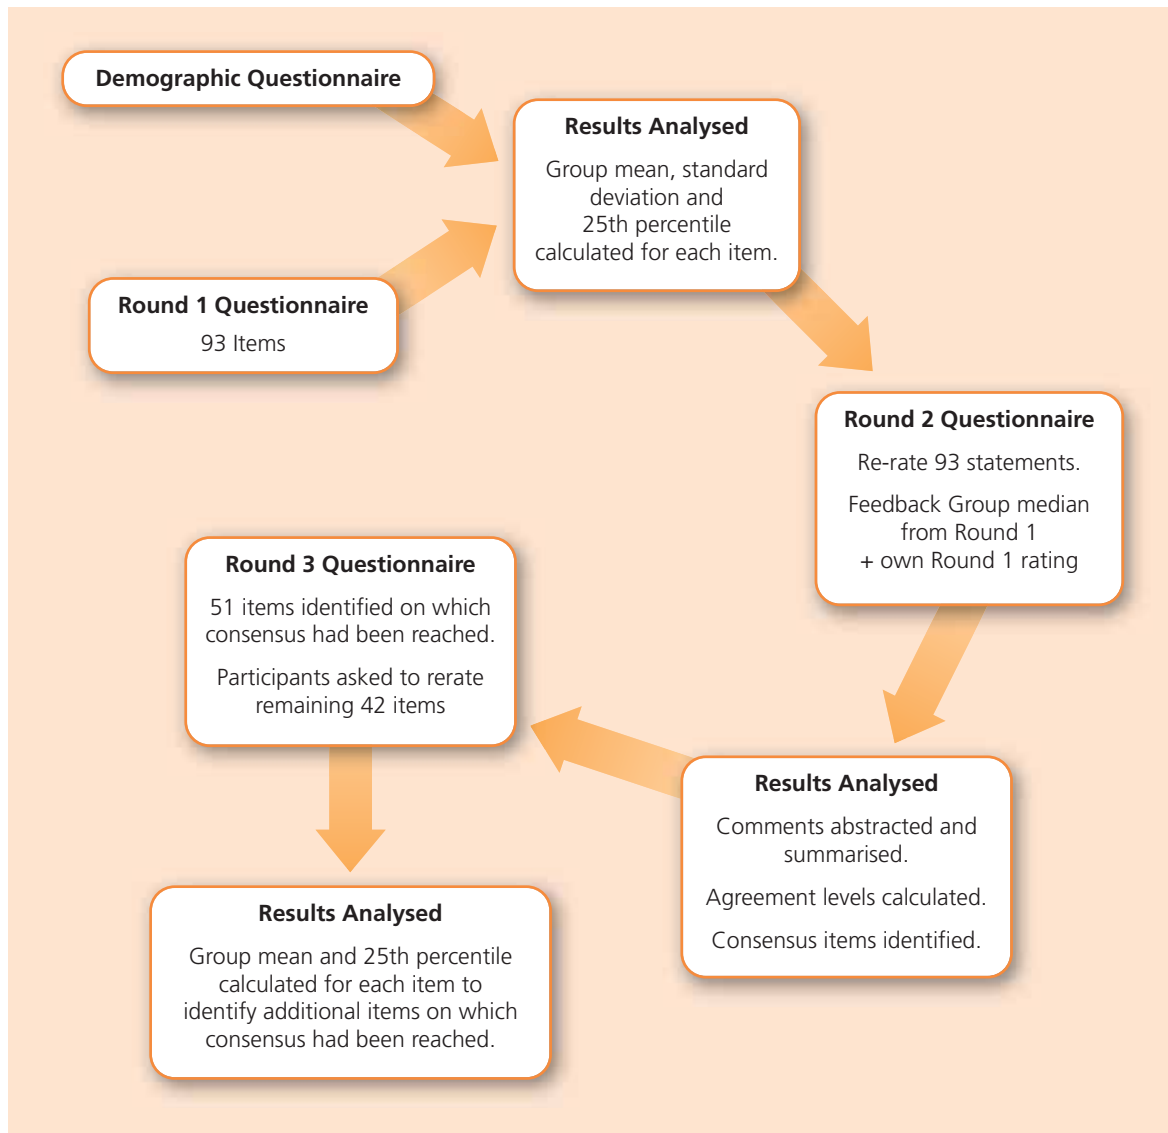 Demographic Questionnaire
Results Analysed
Group mean, standard
deviation and
25th percentile
calculated for each item.
Round 1 Questionnaire
93 Items
Round 2 Questionnaire
Re-rate 93 statements.
Feedback Group median
from Round 1
+ own Round 1 rating
Results Analysed
Comments abstracted and
summarised.
Agreement levels calculated.
Consensus items identified.
Round 3 Questionnaire
51 items identified on which
consensus had been reached.
Participants asked to rerate
remaining 42 items
Results Analysed
Group mean and 25th percentile
calculated for each item to
identify additional items on which
consensus had been reached.